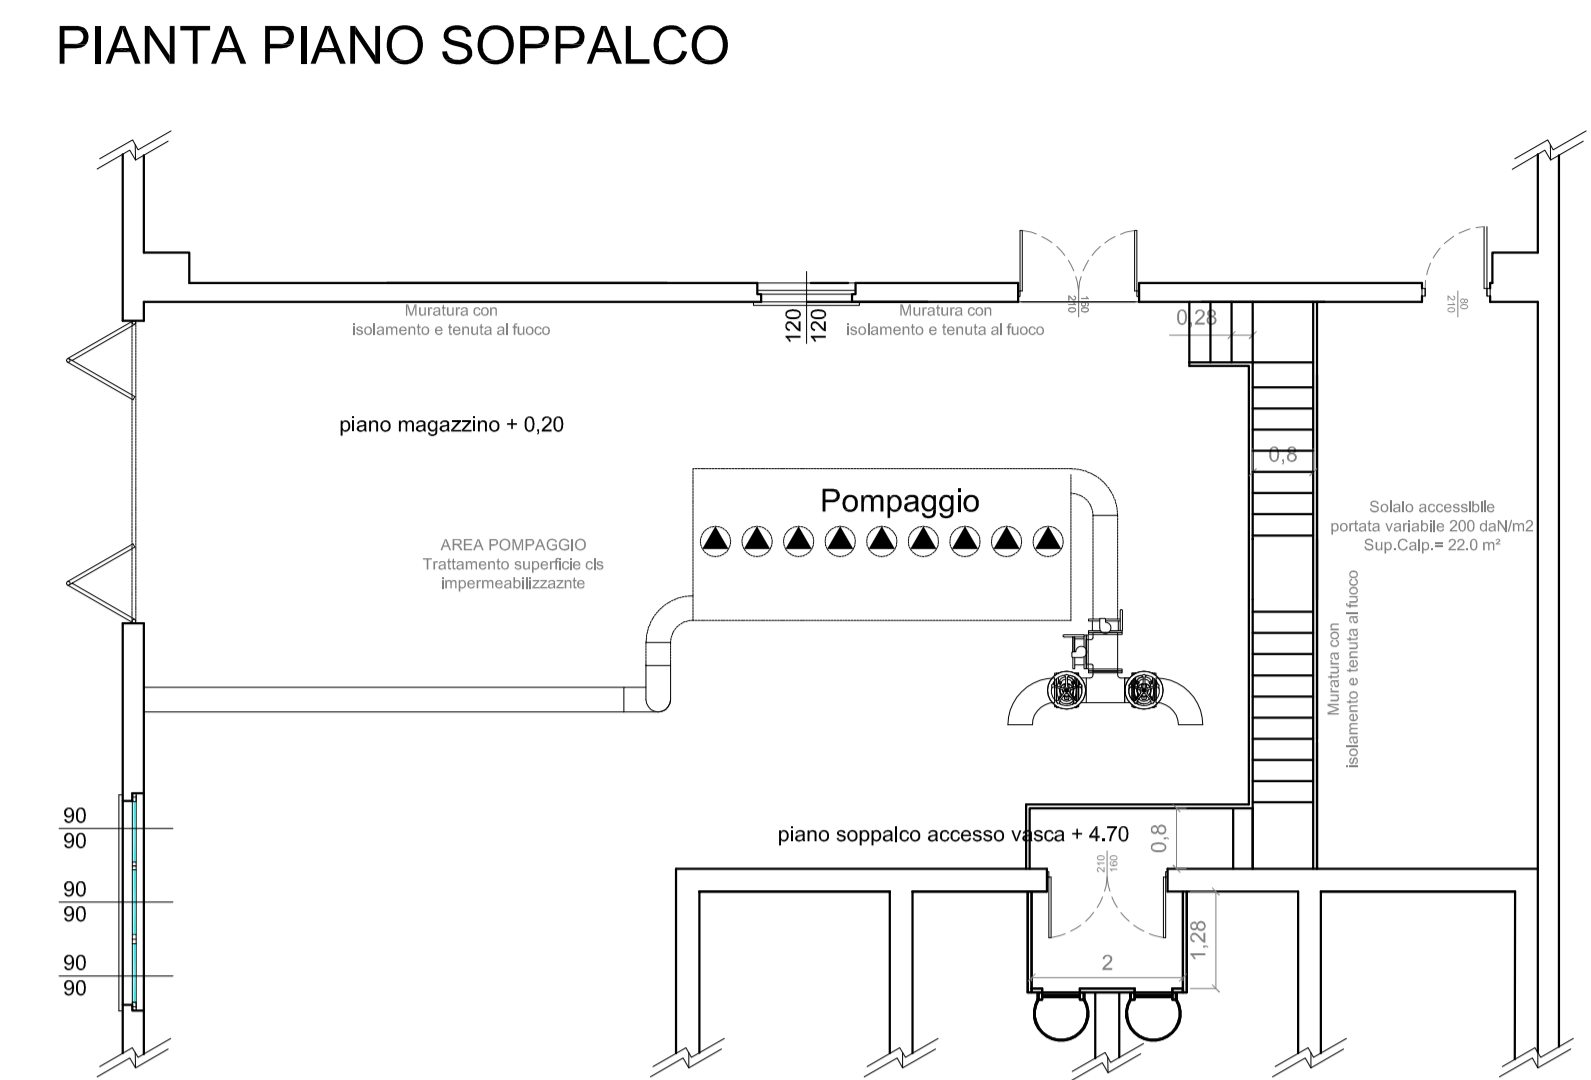 PIANTA PIANO SOPPALCO
Muratura con
isolamento e tenuta al fuoco
120
120
Muratura con
isolamento e tenuta al fuoco
160
210
80
210
0,28
piano magazzino + 0,20
0,8
Pompaggio
Solaio accessibile
portata variabile 200 daN/m2
Sup.Calp.= 22.0 m²
AREA POMPAGGIO
Trattamento superficie cls
impermeabilizzaznte
Muratura con
isolamento e tenuta al fuoco
90
90
piano soppalco accesso vasca + 4.70
0,8
210
160
90
90
1,28
2
90
90